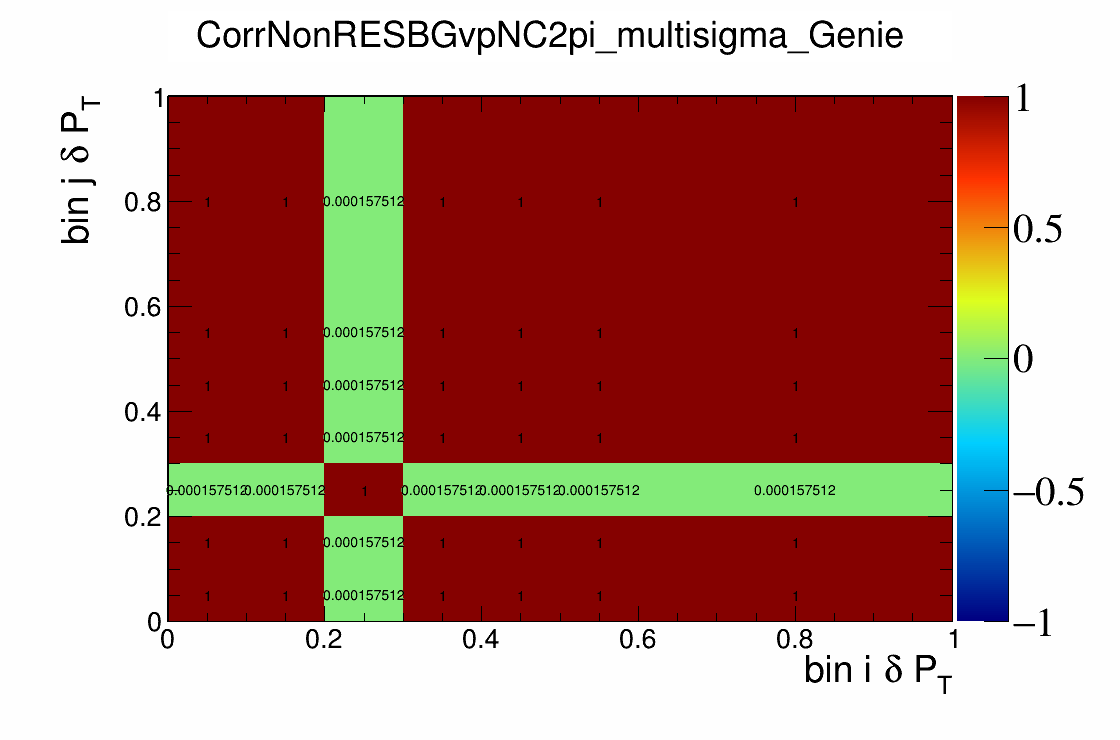 CorrNonRESBGvpNC2pi_multisigma_Genie
bin j δ P_T
1
0.8
0.6
0.4
0.2
0
1 1 0.000157512 1 1 1 1
1 1 0.000157512 1 1 1 1
1 1 0.000157512 1 1 1 1
1 1 0.000157512 1 1 1 1
0.000157512 0.000157512 1 0.000157512 0.000157512 0.000157512 0.000157512
1 1 0.000157512 1 1 1 1
1 1 0.000157512 1 1 1 1
0 0.2 0.4 0.6 0.8 1
bin i δ P_T
1
0.5
0
−0.5
−1